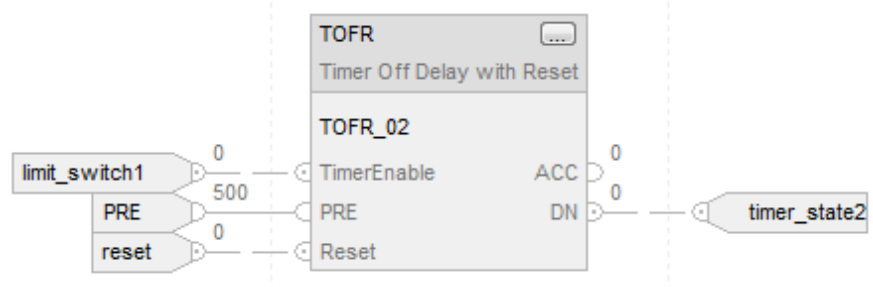 TOFR ...
Timer Off Delay with Reset
TOFR_02
limit_switch1 0 TimerEnable ACC 0
PRE 500 PRE DN 0 timer_state2
reset 0 Reset